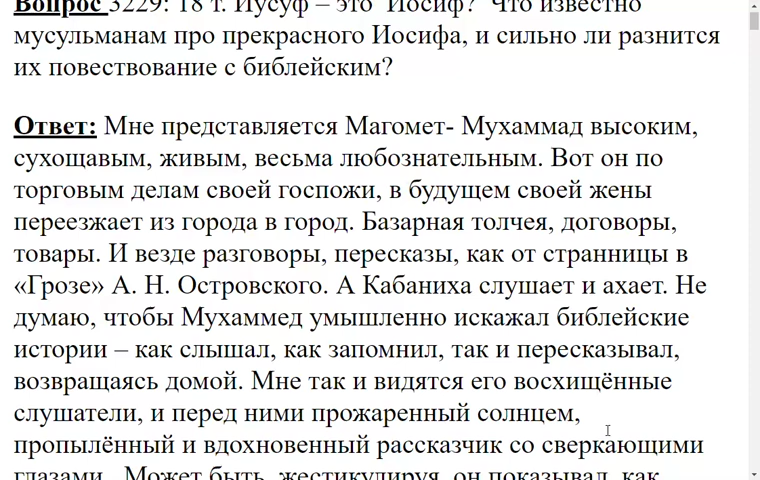 Вопрос 3229: 18 т. Йусуф – это Иосиф? Что известно
мусульманам про прекрасного Иосифа, и сильно ли разнится
их повествование с библейским?
Ответ: Мне представляется Магомет- Мухаммад высоким,
сухощавым, живым, весьма любознательным. Вот он по
торговым делам своей госпожи, в будущем своей жены
переезжает из города в город. Базарная толчея, договоры,
товары. И везде разговоры, пересказы, как от странницы в
«Грозе» А. Н. Островского. А Кабаниха слушает и ахает. Не
думаю, чтобы Мухаммед умышленно искажал библейские
истории – как слышал, как запомнил, так и пересказывал,
возвращаясь домой. Мне так и видятся его восхищённые
слушатели, и перед ними прожаренный солнцем,
пропылённый и вдохновенный рассказчик со сверкающими
глазами. Может быть, жестикулируя, он показывал, как